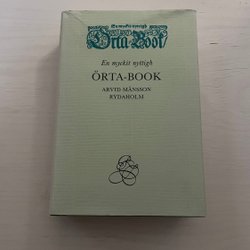 Örta-Book
En myckit nyttigh
ÖRTA-BOOK
ARVID MÅNSSON
RYDAHOLM